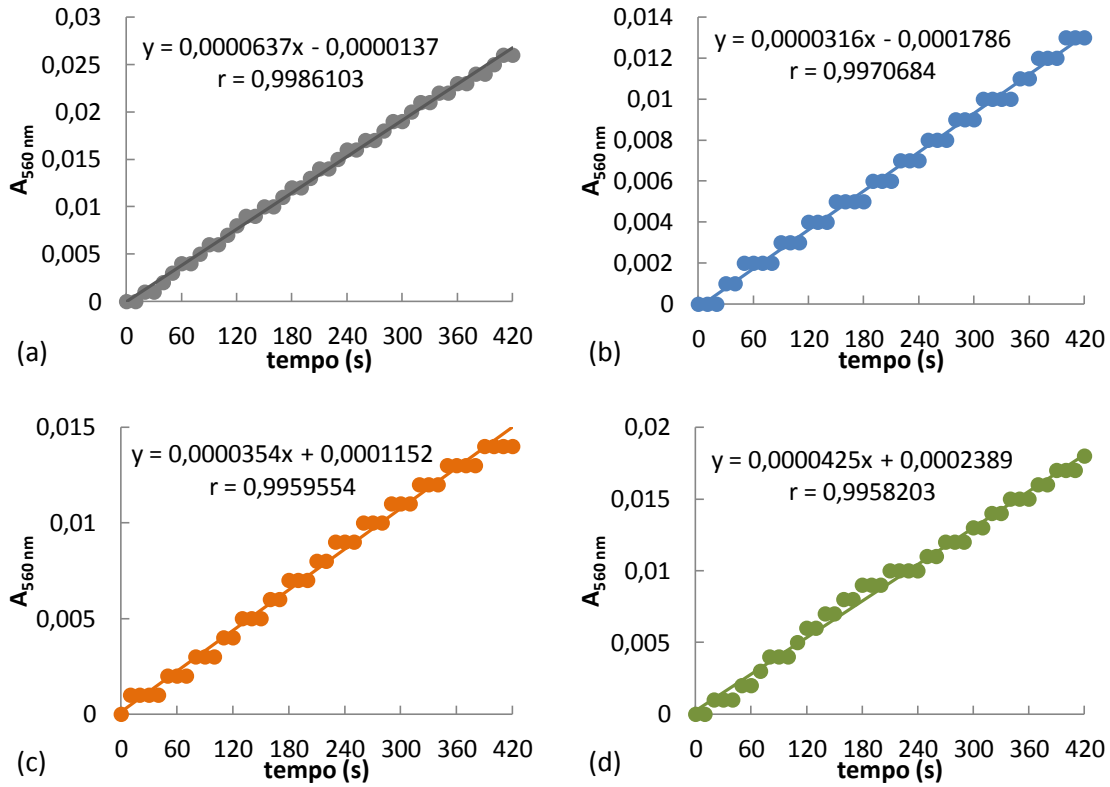 0,03
0,025
0,02
0,015
0,01
0,005
0
y = 0,0000637x - 0,0000137
r = 0,9986103
A560 nm
0 60 120 180 240 300 360 420
tempo (s)
(a)
0,014
0,012
0,010
0,008
0,006
0,004
0,002
0
y = 0,0000316x - 0,0001786
r = 0,9970684
A560 nm
0 60 120 180 240 300 360 420
tempo (s)
(b)
0,015
0,01
0,005
0
y = 0,0000354x + 0,0001152
r = 0,9959554
A560 nm
0 60 120 180 240 300 360 420
tempo (s)
(c)
0,02
0,015
0,01
0,005
0
y = 0,0000425x + 0,0002389
r = 0,9958203
A560 nm
0 60 120 180 240 300 360 420
tempo (s)
(d)